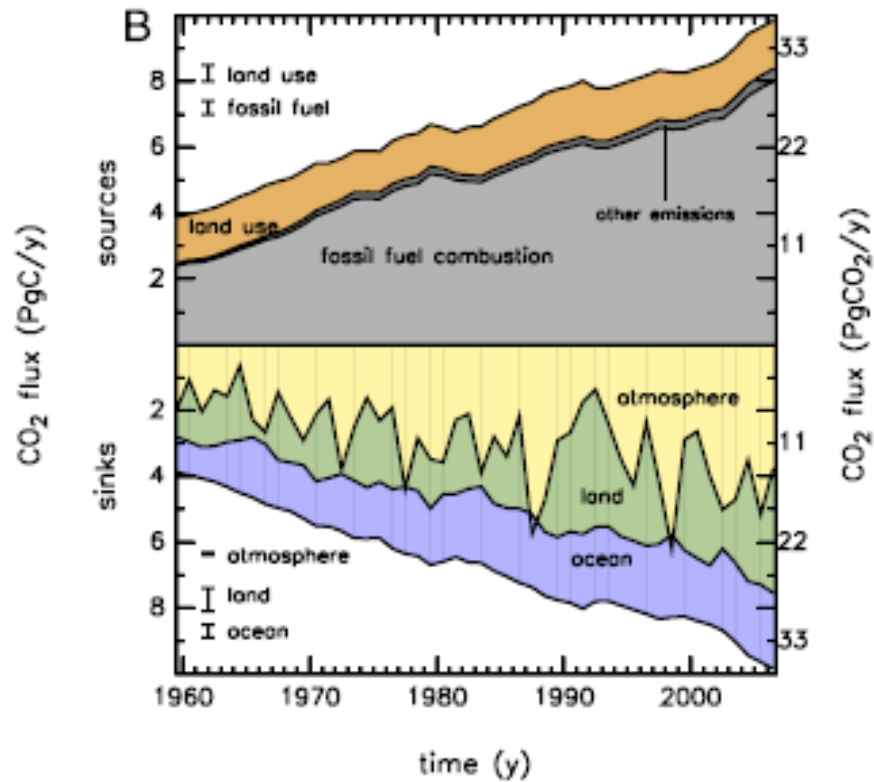 B
land use
fossil fuel
8
6
4
2
sources
33
22
11
land use
other emissions
fossil fuel combustion
CO₂ flux (PgC/y)
CO₂ flux (PgCO₂/y)
atmosphere
land
ocean
2
4
6
8
sinks
11
22
33
atmosphere
land
ocean
1960
1970
1980
1990
2000
time (y)